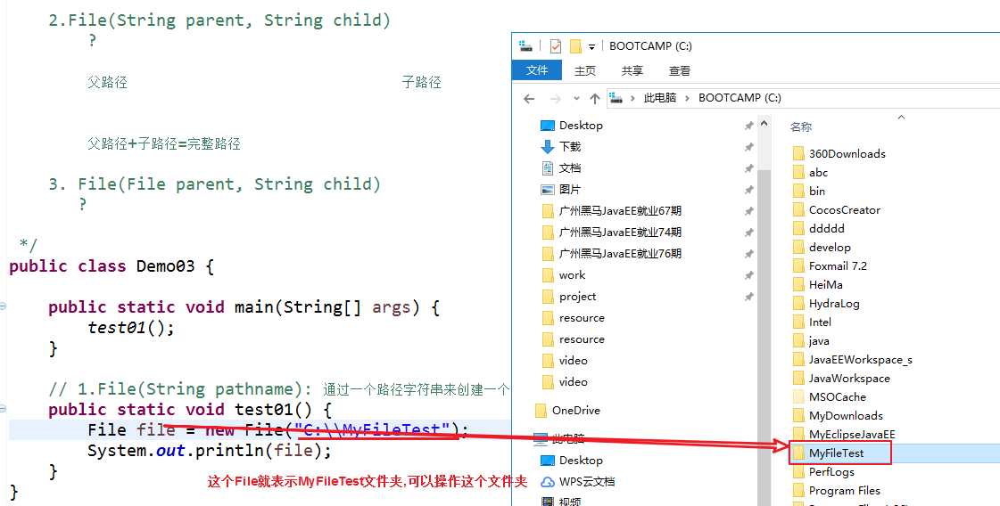 2.File(String parent, String child)
?
父路径 子路径
父路径+子路径=完整路径
3. File(File parent, String child)
?
*/
public class Demo03 {
public static void main(String[] args) {
test01();
}
// 1.File(String pathname): 通过一个路径字符串来创建一个
public static void test01() {
File file = new File("C:\\MyFileTest");
System.out.println(file);
}
}
这个File就表示MyFileTest文件夹,可以操作这个文件夹
BOOTCAMP (C:)
文件 主页 共享 查看
此电脑 BOOTCAMP (C:)
Desktop
下载
文档
图片
广州黑马JavaEE就业67期
广州黑马JavaEE就业74期
广州黑马JavaEE就业76期
work
project
resource
resource
video
video
OneDrive
此电脑
Desktop
WPS云文档
视频
名称
360Downloads
abc
bin
CocosCreator
ddddd
develop
Foxmail 7.2
HeiMa
HydraLog
Intel
java
JavaEEWorkspace_s
JavaWorkspace
MSOCache
MyDownloads
MyEclipseJavaEE
MyFileTest
PerfLogs
Program Files